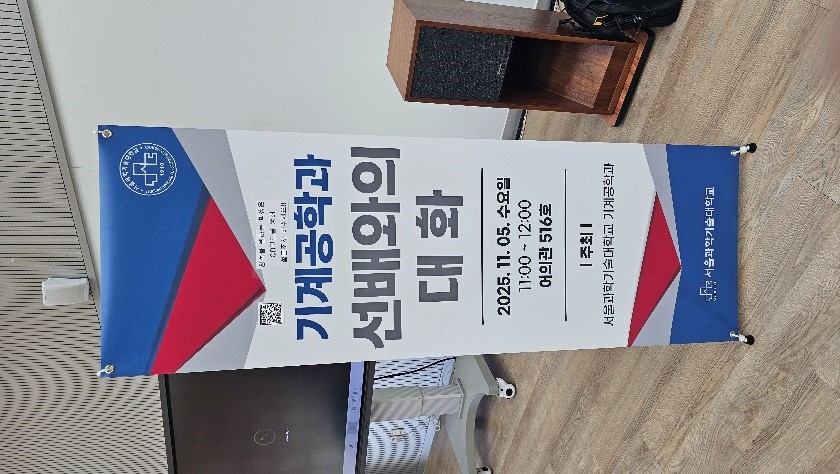 기계공학과
선배와의
대화
2025. 11. 05. 수요일
11:00 ~ 12:00
어의관 516호
| 주최 |
서울과학기술대학교 기계공학과
서울과학기술대학교